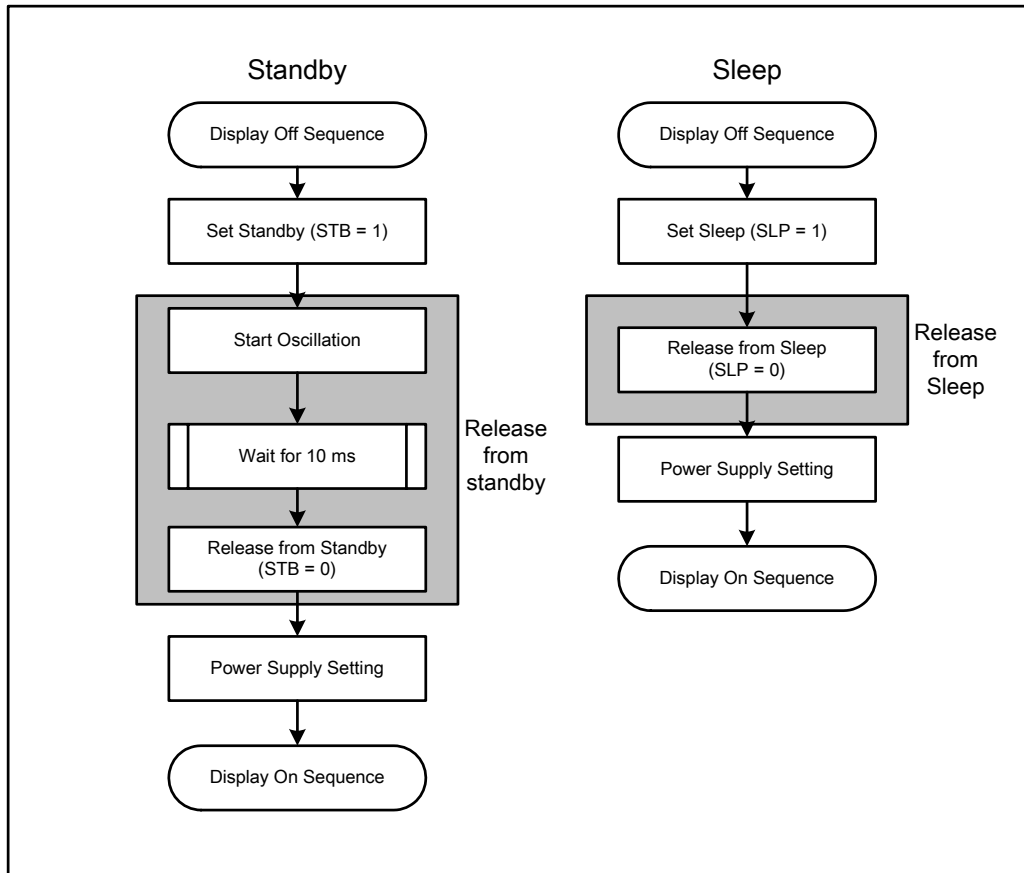 Standby
Display Off Sequence
Set Standby (STB = 1)
Start Oscillation
Wait for 10 ms
Release from Standby
(STB = 0)
Release
from
standby
Power Supply Setting
Display On Sequence
Sleep
Display Off Sequence
Set Sleep (SLP = 1)
Release from Sleep
(SLP = 0)
Release
from
Sleep
Power Supply Setting
Display On Sequence